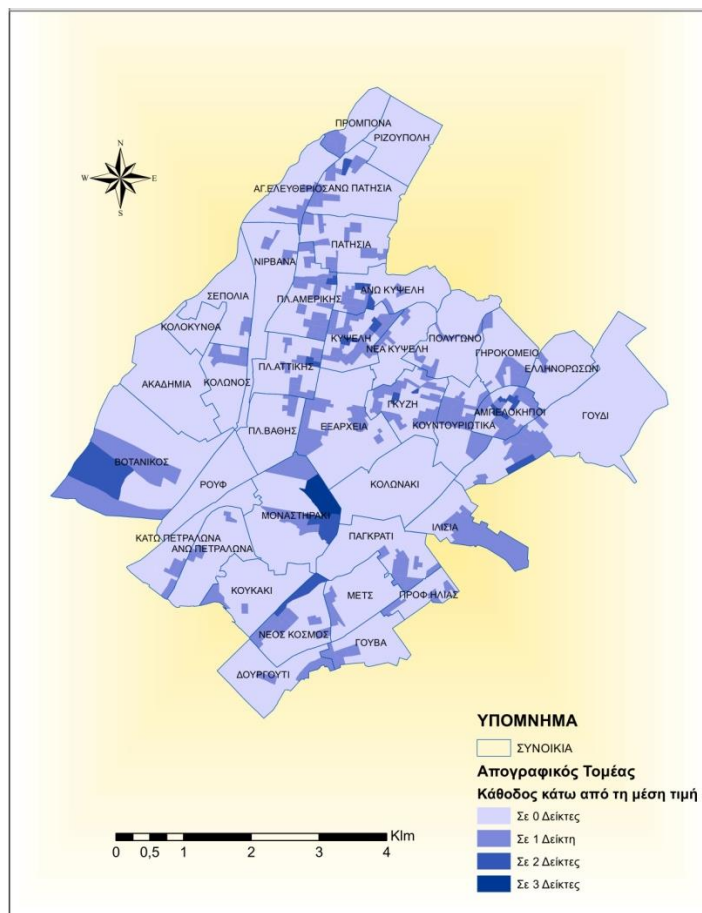 ΠΡΟΜΠΟΝΑ
ΡΙΖΟΥΠΟΛΗ
N
W E
S
ΑΓ.ΕΛΕΥΘΕΡΙΟΣ ΑΝΩ ΠΑΤΗΣΙΑ
ΠΑΤΗΣΙΑ
ΝΙΡΒΑΝΑ
ΑΝΩ ΚΥΨΕΛΗ
ΣΕΠΟΛΙΑ
ΠΛ.ΑΜΕΡΙΚΗΣ
ΚΟΛΟΚΥΝΘΑ
ΚΥΨΕΛΗ
ΠΟΛΥΓΩΝΟ
ΝΕΑ ΚΥΨΕΛΗ
ΓΗΡΟΚΟΜΕΙΟ
ΠΛ.ΑΤΤΙΚΗΣ
ΕΛΛΗΝΟΡΩΣΩΝ
ΑΚΑΔΗΜΙΑ
ΚΟΛΩΝΟΣ
ΓΚΥΖΗ
ΑΜΠΕΛΟΚΗΠΟΙ
ΓΟΥΔΙ
ΠΛ.ΒΑΘΗΣ
ΕΞΑΡΧΕΙΑ
ΚΟΥΝΤΟΥΡΙΩΤΙΚΑ
ΒΟΤΑΝΙΚΟΣ
ΡΟΥΦ
ΚΟΛΩΝΑΚΙ
ΜΟΝΑΣΤΗΡΑΚΙ
ΙΛΙΣΙΑ
ΠΑΓΚΡΑΤΙ
ΚΑΤΩ ΠΕΤΡΑΛΩΝΑ
ΑΝΩ ΠΕΤΡΑΛΩΝΑ
ΚΟΥΚΑΚΙ
ΜΕΤΣ
ΠΡΟΦ.ΗΛΙΑΣ
ΝΕΟΣ ΚΟΣΜΟΣ
ΓΟΥΒΑ
ΔΟΥΡΓΟΥΤΙ
ΥΠΟΜΝΗΜΑ
ΣΥΝΟΙΚΙΑ
Απογραφικός Τομέας
Κάθοδος κάτω από τη μέση τιμή
Σε 0 Δείκτες
Σε 1 Δείκτη
Σε 2 Δείκτες
Σε 3 Δείκτες
Klm
0 0,5 1 2 3 4